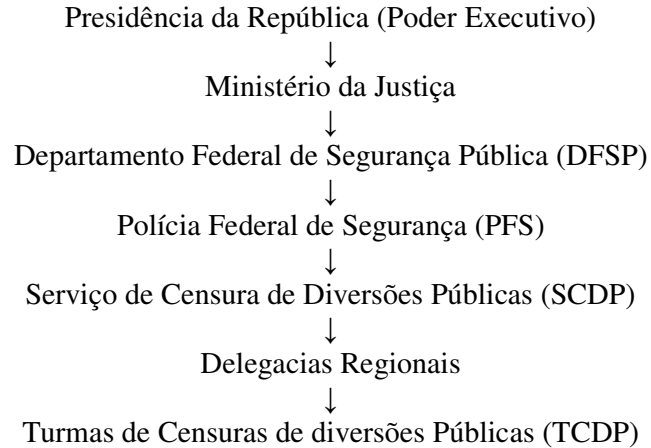 Presidência da República (Poder Executivo)
↓
Ministério da Justiça
↓
Departamento Federal de Segurança Pública (DFSP)
↓
Polícia Federal de Segurança (PFS)
↓
Serviço de Censura de Diversões Públicas (SCDP)
↓
Delegacias Regionais
↓
Turmas de Censuras de diversões Públicas (TCDP)